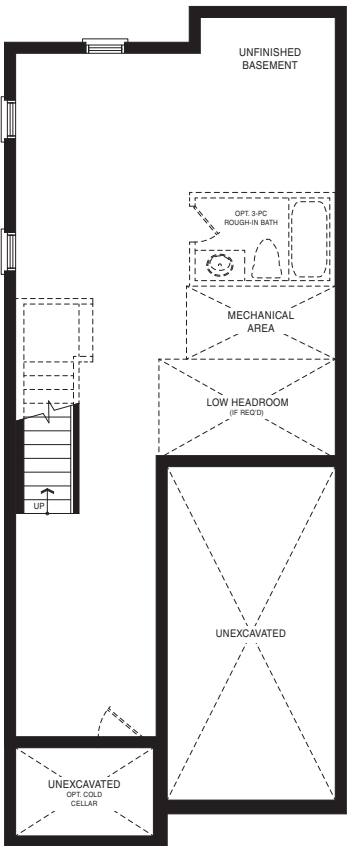 UNFINISHED
BASEMENT
OPT. 3-PC
ROUGH-IN BATH
MECHANICAL
AREA
LOW HEADROOM
(IF REQ'D)
UP
UNEXCAVATED
UNEXCAVATED
OPT. COLD
CELLAR